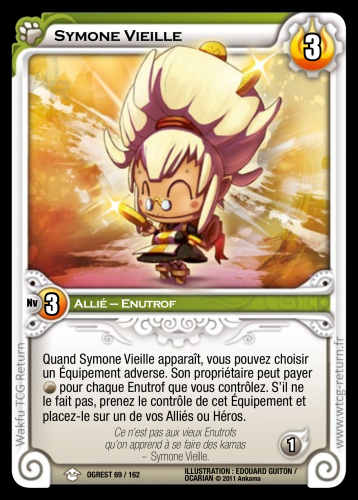 Symone Vieille
3
Nv 3 Allié – Enutrof
Quand Symone Vieille apparaît, vous pouvez choisir
un Équipement adverse. Son propriétaire peut payer
pour chaque Enutrof que vous contrôlez. S'il ne
le fait pas, prenez le contrôle de cet Équipement et
placez-le sur un de vos Alliés ou Héros.
Ce n'est pas aux vieux Enutrofs
qu'on apprend à se faire des kamas
– Symone Vieille.
1
OGREST 69 / 162
ILLUSTRATION : EDOUARD GUITON /
OCARIAN © 2011 Ankama
Wakfu TCG Return
www.wtcg-return.fr